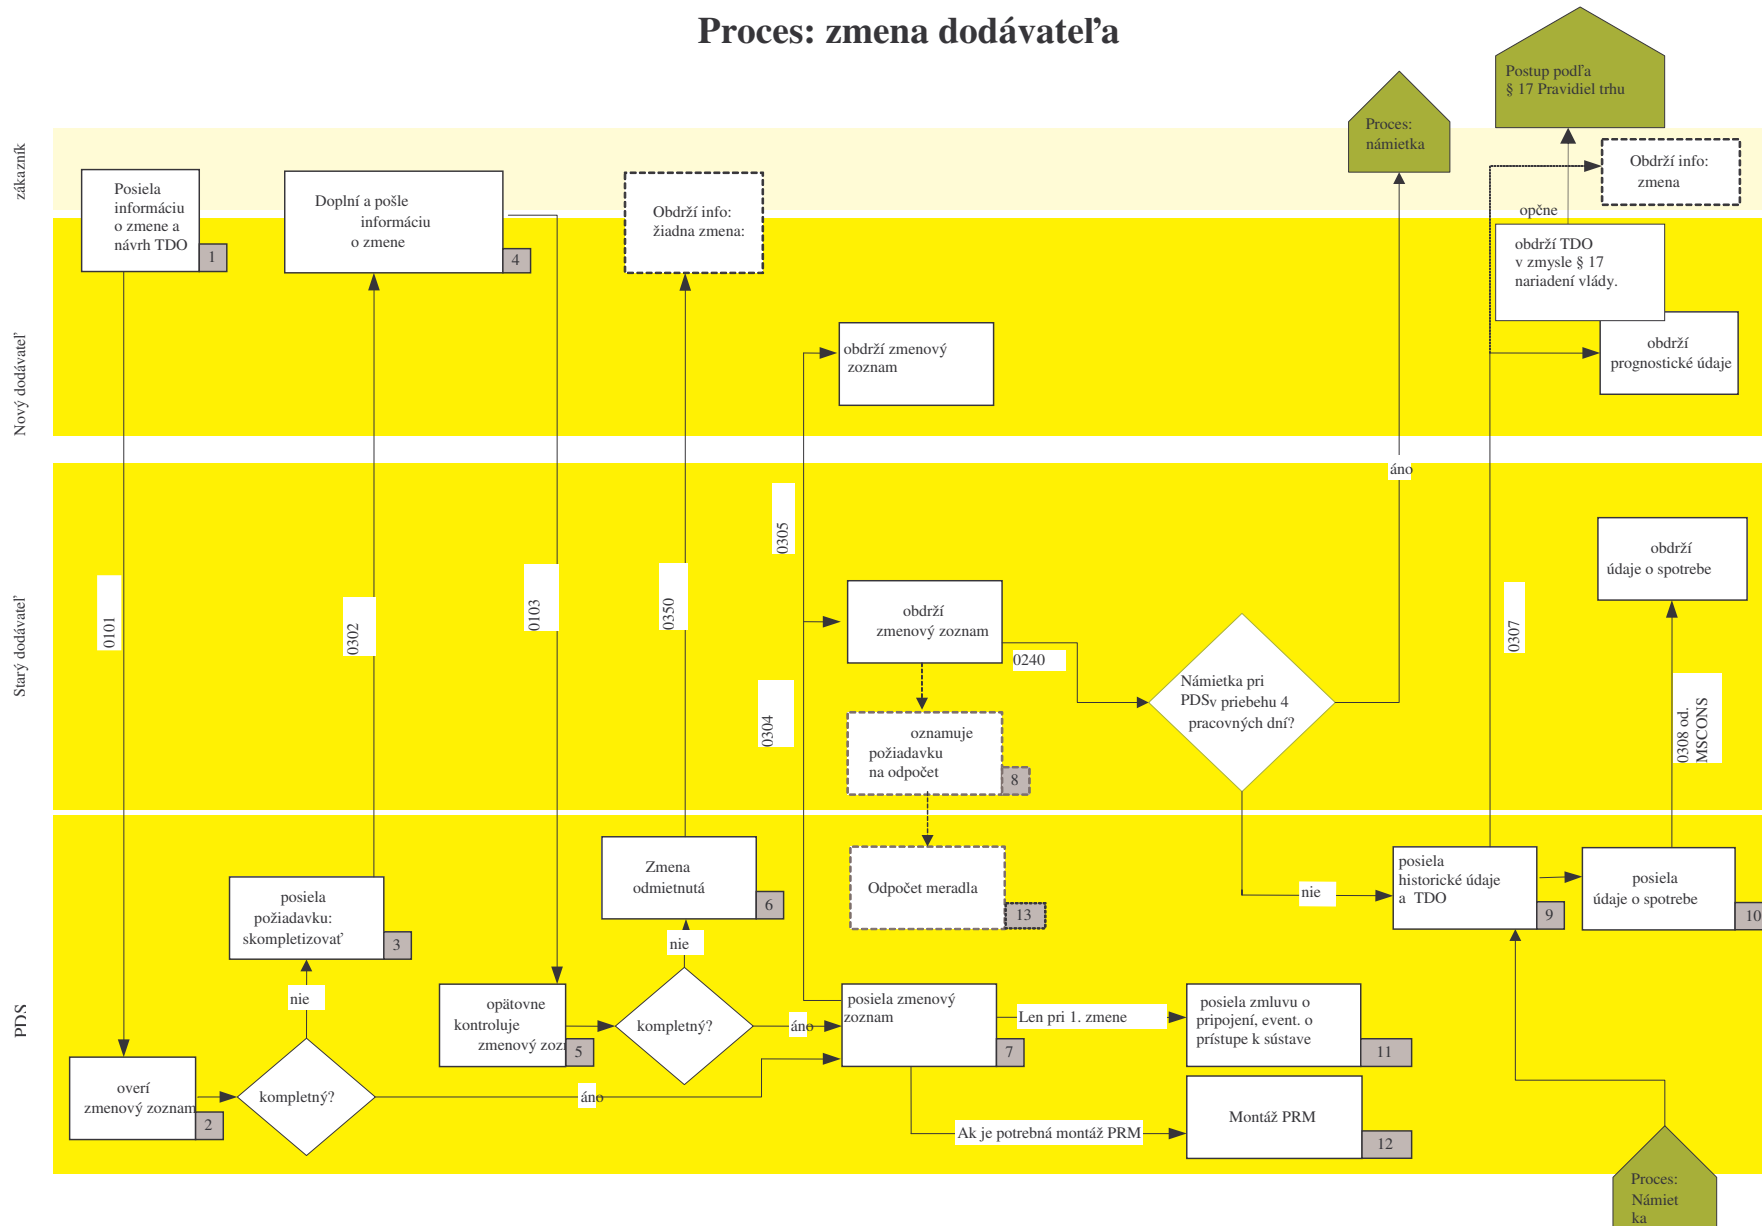 Proces: zmena dodávateľa
Postup podľa
§ 17 Pravidiel trhu
Proces:
námietka
zákazník
Posiela
informáciu
o zmene a
návrh TDO
1
Doplní a pošle
informáciu
o zmene
4
Obdrží info:
žiadna zmena:
Obdrží info:
zmena
opčne
obdrží TDO
v zmysle § 17
nariadení vlády.
Nový dodávateľ
obdrží zmenový
zoznam
obdrží
prognostické údaje
áno
Starý dodávateľ
0101
0302
0103
0350
0305
0304
obdrží
zmenový zoznam
0240
Námietka pri
PDSv priebehu 4
pracovných dní?
0307
obdrží
údaje o spotrebe
0308 od.
MSCONS
oznamuje
požiadavku
na odpočet
8
PDS
posiela
požiadavku:
skompletizovať
3
Zmena
odmietnutá
6
Odpočet meradla
13
nie
posiela
historické údaje
a TDO
9
posiela
údaje o spotrebe
10
nie
nie
opätovne
kontroluje
zmenový zozn
5
kompletný?
áno
posiela zmenový
zoznam
7
Len pri 1. zmene
posiela zmluvu o
pripojení, event. o
prístupe k sústave
11
overí
zmenový zoznam
2
kompletný?
áno
Ak je potrebná montáž PRM
Montáž PRM
12
Proces:
Námiet
ka